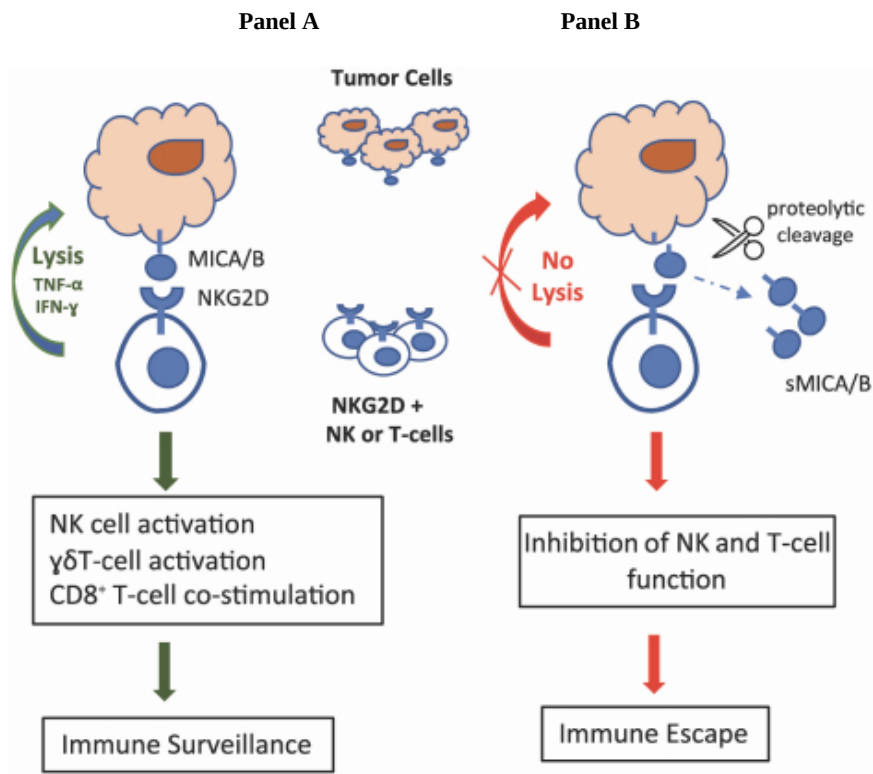 Panel A
Panel B
Tumor Cells
Lysis
TNF-α
IFN-ɣ
MICA/B
NKG2D
No
Lysis
proteolytic
cleavage
sMICA/B
NKG2D +
NK or T-cells
NK cell activation
ɣδT-cell activation
CD8⁺ T-cell co-stimulation
Inhibition of NK and T-cell
function
Immune Surveillance
Immune Escape